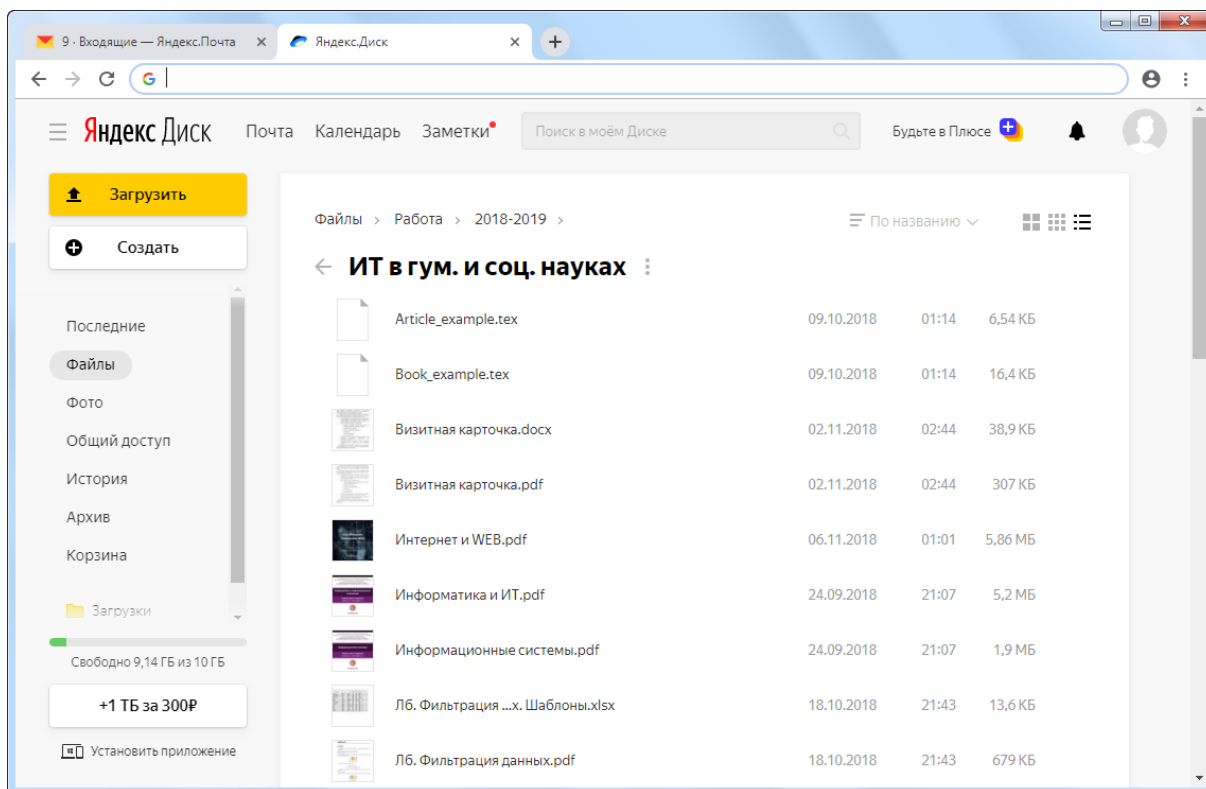 9 · Входящие — Яндекс.Почта
Яндекс.Диск
Яндекс Диск Почта Календарь Заметки Поиск в моём Диске Будьте в Плюсе
Загрузить
Создать
Последние
Файлы
Фото
Общий доступ
История
Архив
Корзина
Загрузки
Свободно 9,14 ГБ из 10 ГБ
+1 ТБ за 300₽
Установить приложение
Файлы > Работа > 2018-2019 > По названию
ИТ в гум. и соц. науках
Article_example.tex 09.10.2018 01:14 6,54 КБ
Book_example.tex 09.10.2018 01:14 16,4 КБ
Визитная карточка.docx 02.11.2018 02:44 38,9 КБ
Визитная карточка.pdf 02.11.2018 02:44 307 КБ
Интернет и WEB.pdf 06.11.2018 01:01 5,86 МБ
Информатика и ИТ.pdf 24.09.2018 21:07 5,2 МБ
Информационные системы.pdf 24.09.2018 21:07 1,9 МБ
Лб. Фильтрация ...х. Шаблоны.xlsx 18.10.2018 21:43 13,6 КБ
Лб. Фильтрация данных.pdf 18.10.2018 21:43 679 КБ